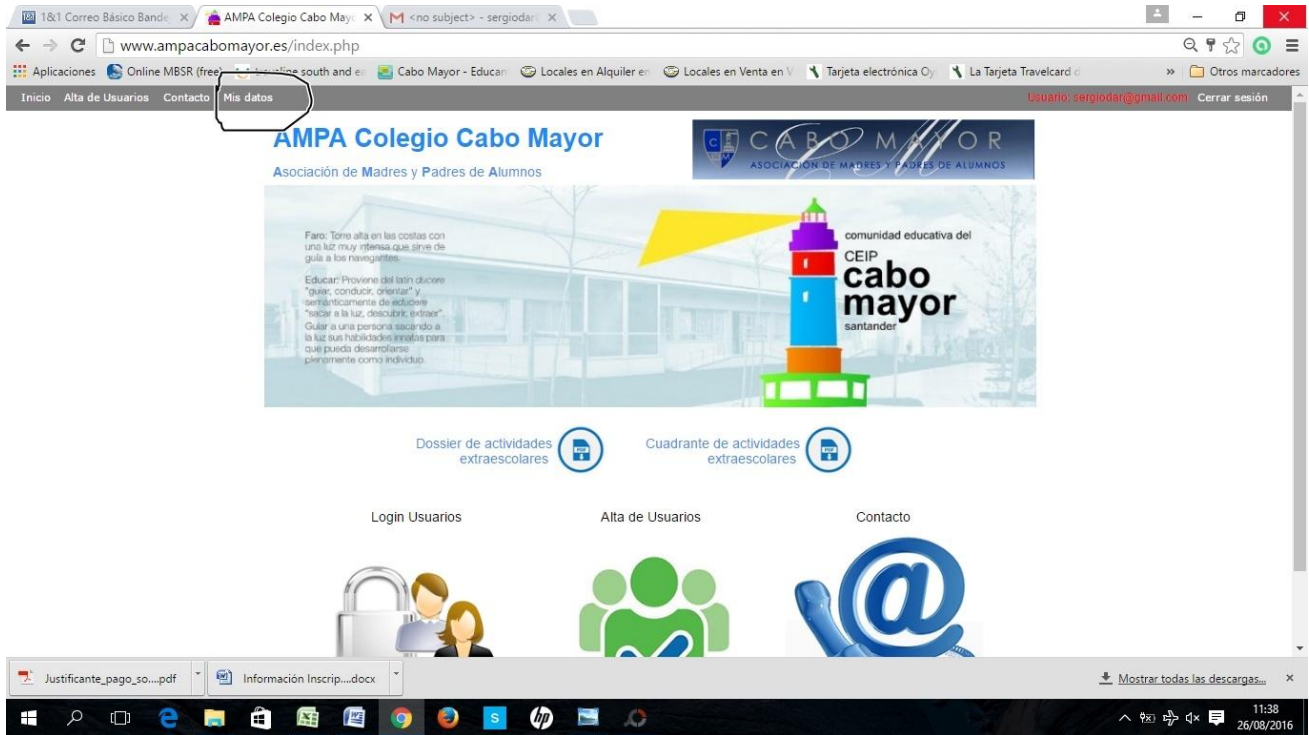 1&1 Correo Básico Bande
AMPA Colegio Cabo Mayo
<no subject> - sergiodar
www.ampacabomayor.es/index.php
Aplicaciones
Online MBSR (free)
south and ea
Cabo Mayor - Educan
Locales en Alquiler en
Locales en Venta en V
Tarjeta electrónica Oy
La Tarjeta Travelcard d
»
Otros marcadores
Inicio Alta de Usuarios Contacto Mis datos
Usuario: sergiodar@gmail.com Cerrar sesión
AMPA Colegio Cabo Mayor
Asociación de Madres y Padres de Alumnos
C M
CABO MAYOR
ASOCIACIÓN DE MADRES Y PADRES DE ALUMNOS
Faro: Torre alta en las costas con
una luz muy intensa que sirve de
guía a los navegantes.
Educar: Proviene del latín ducere
"guiar, conducir, orientar" y
semánticamente de educere
"sacar a la luz, descubrir, extraer".
Guiar a una persona sacando a
la luz sus habilidades innatas para
que pueda desarrollarse
plenamente como individuo.
comunidad educativa del
CEIP
cabo
mayor
santander
Dossier de actividades
extraescolares
PDF
Cuadrante de actividades
extraescolares
PDF
Login Usuarios
Alta de Usuarios
Contacto
@
Justificante_pago_so....pdf
Información Inscrip....docx
Mostrar todas las descargas...
11:38
26/08/2016